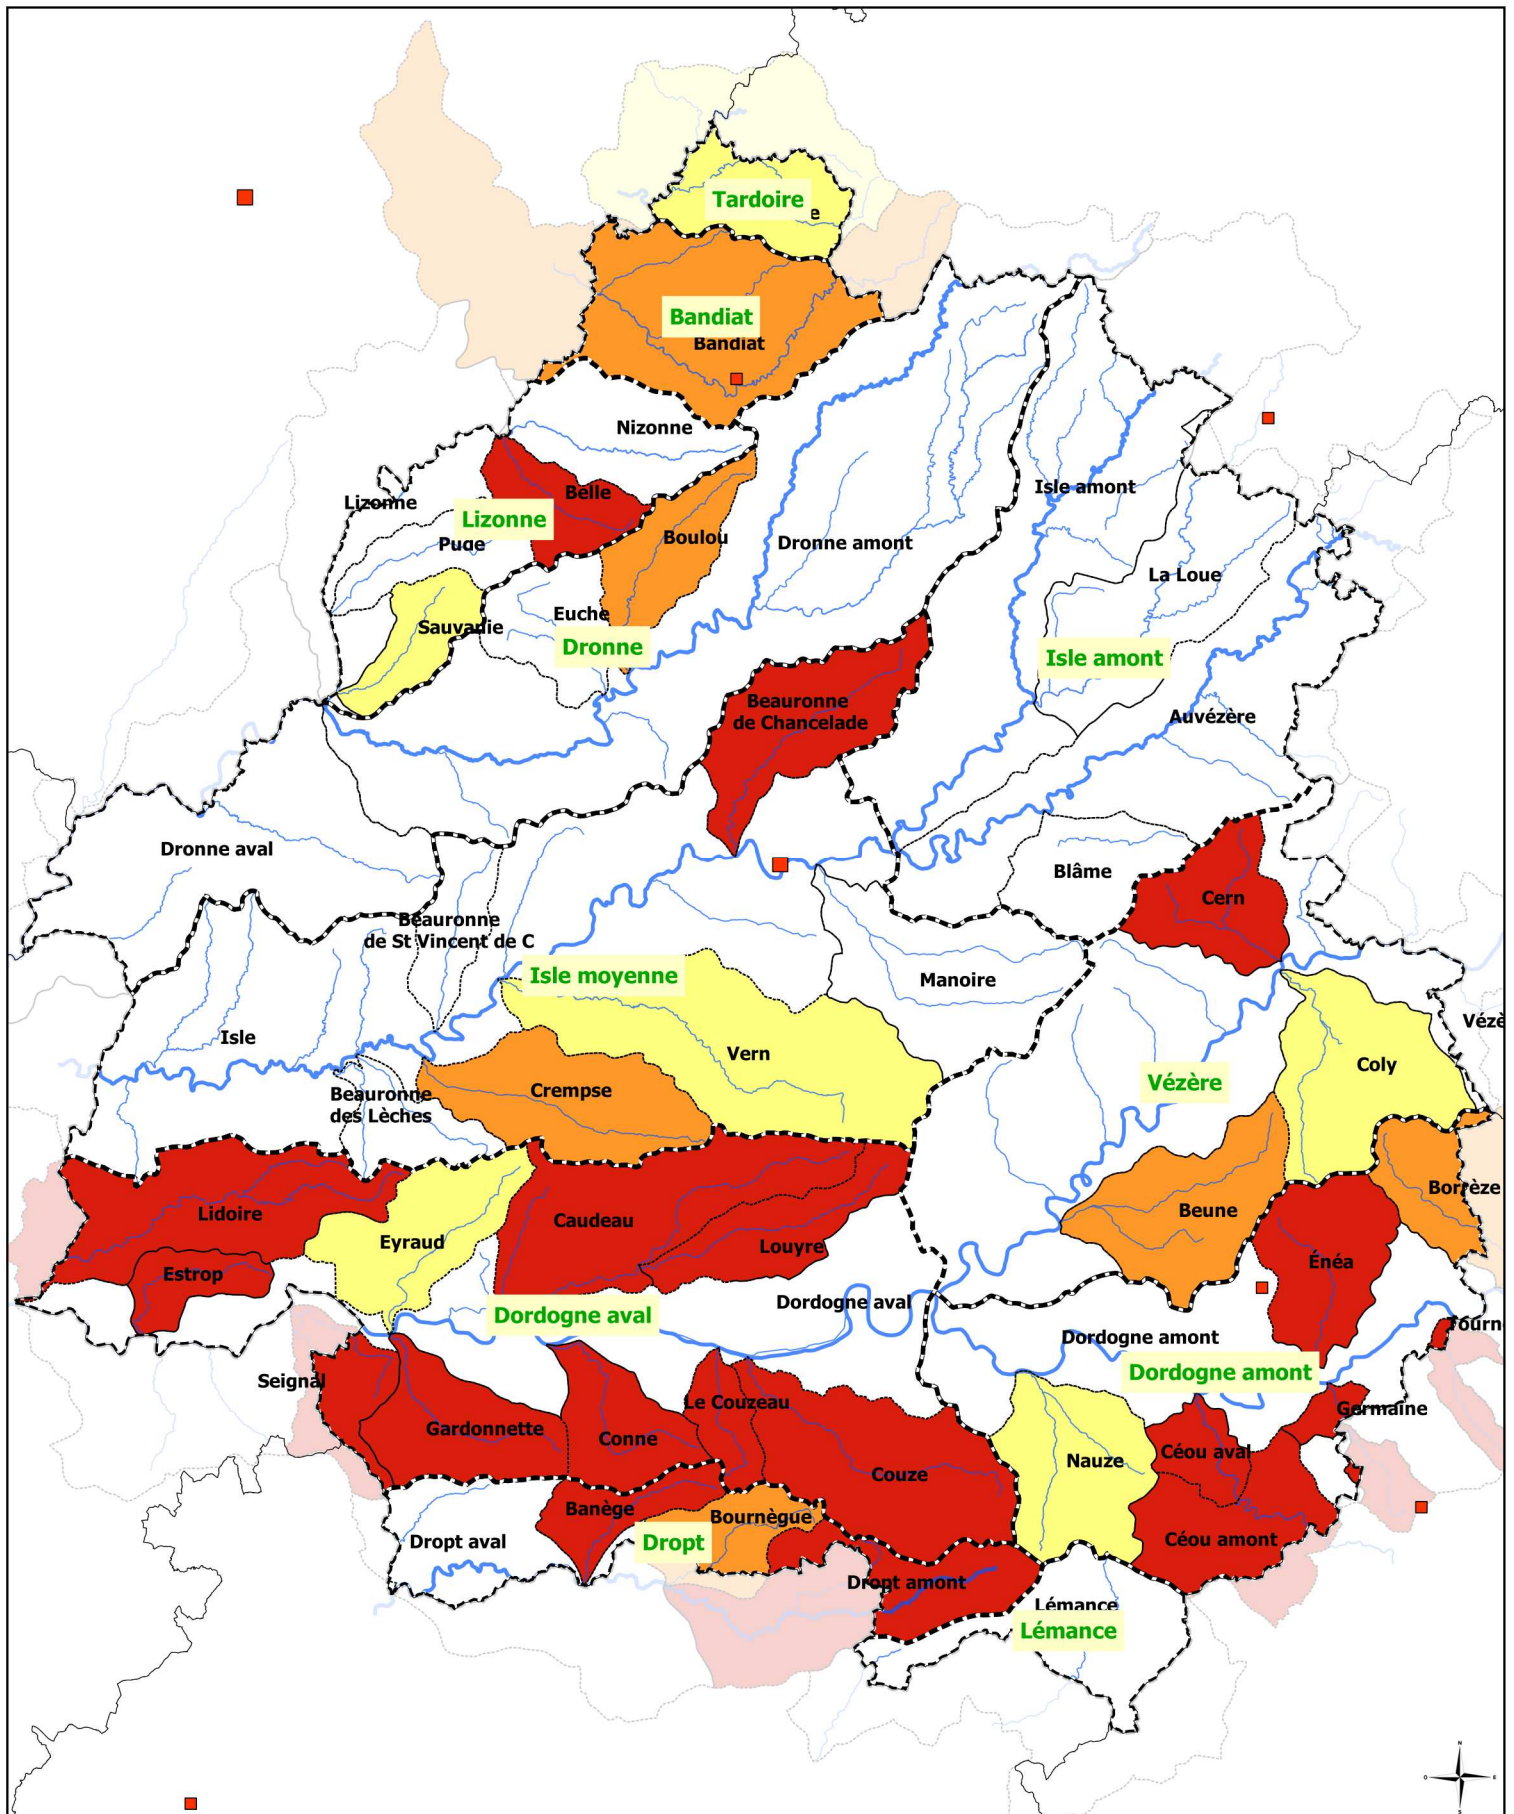 Tardoire
e
Bandiat
Bandiat
Nizonne
Belle
Lizonne
Lizonne
Pude
Boulou
Dronne amont
Isle amont
La Loue
Euche
Sauvanie
Dronne
Isle amont
Beauronne
de Chancelade
Auvézère
Dronne aval
Blâme
Cern
Beauronne
de St Vincent de C
Isle moyenne
Manoire
Isle
Vern
Vézè
Coly
Vézère
Crempse
Beauronne
des Lèches
Borrèze
Beune
Lidoire
Caudeau
Eyraud
Louyre
Énéa
Estrop
Dordogne aval
Dordogne aval
Dordogne amont
Tourn
Dordogne amont
Seignal
Le Couzeau
Germaine
Gardonnette
Conne
Céou aval
Nauze
Couze
Banège
Bournègue
Dropt aval
Dropt
Céou amont
Dropt amont
Lémance
Lémance
N
O
E
S